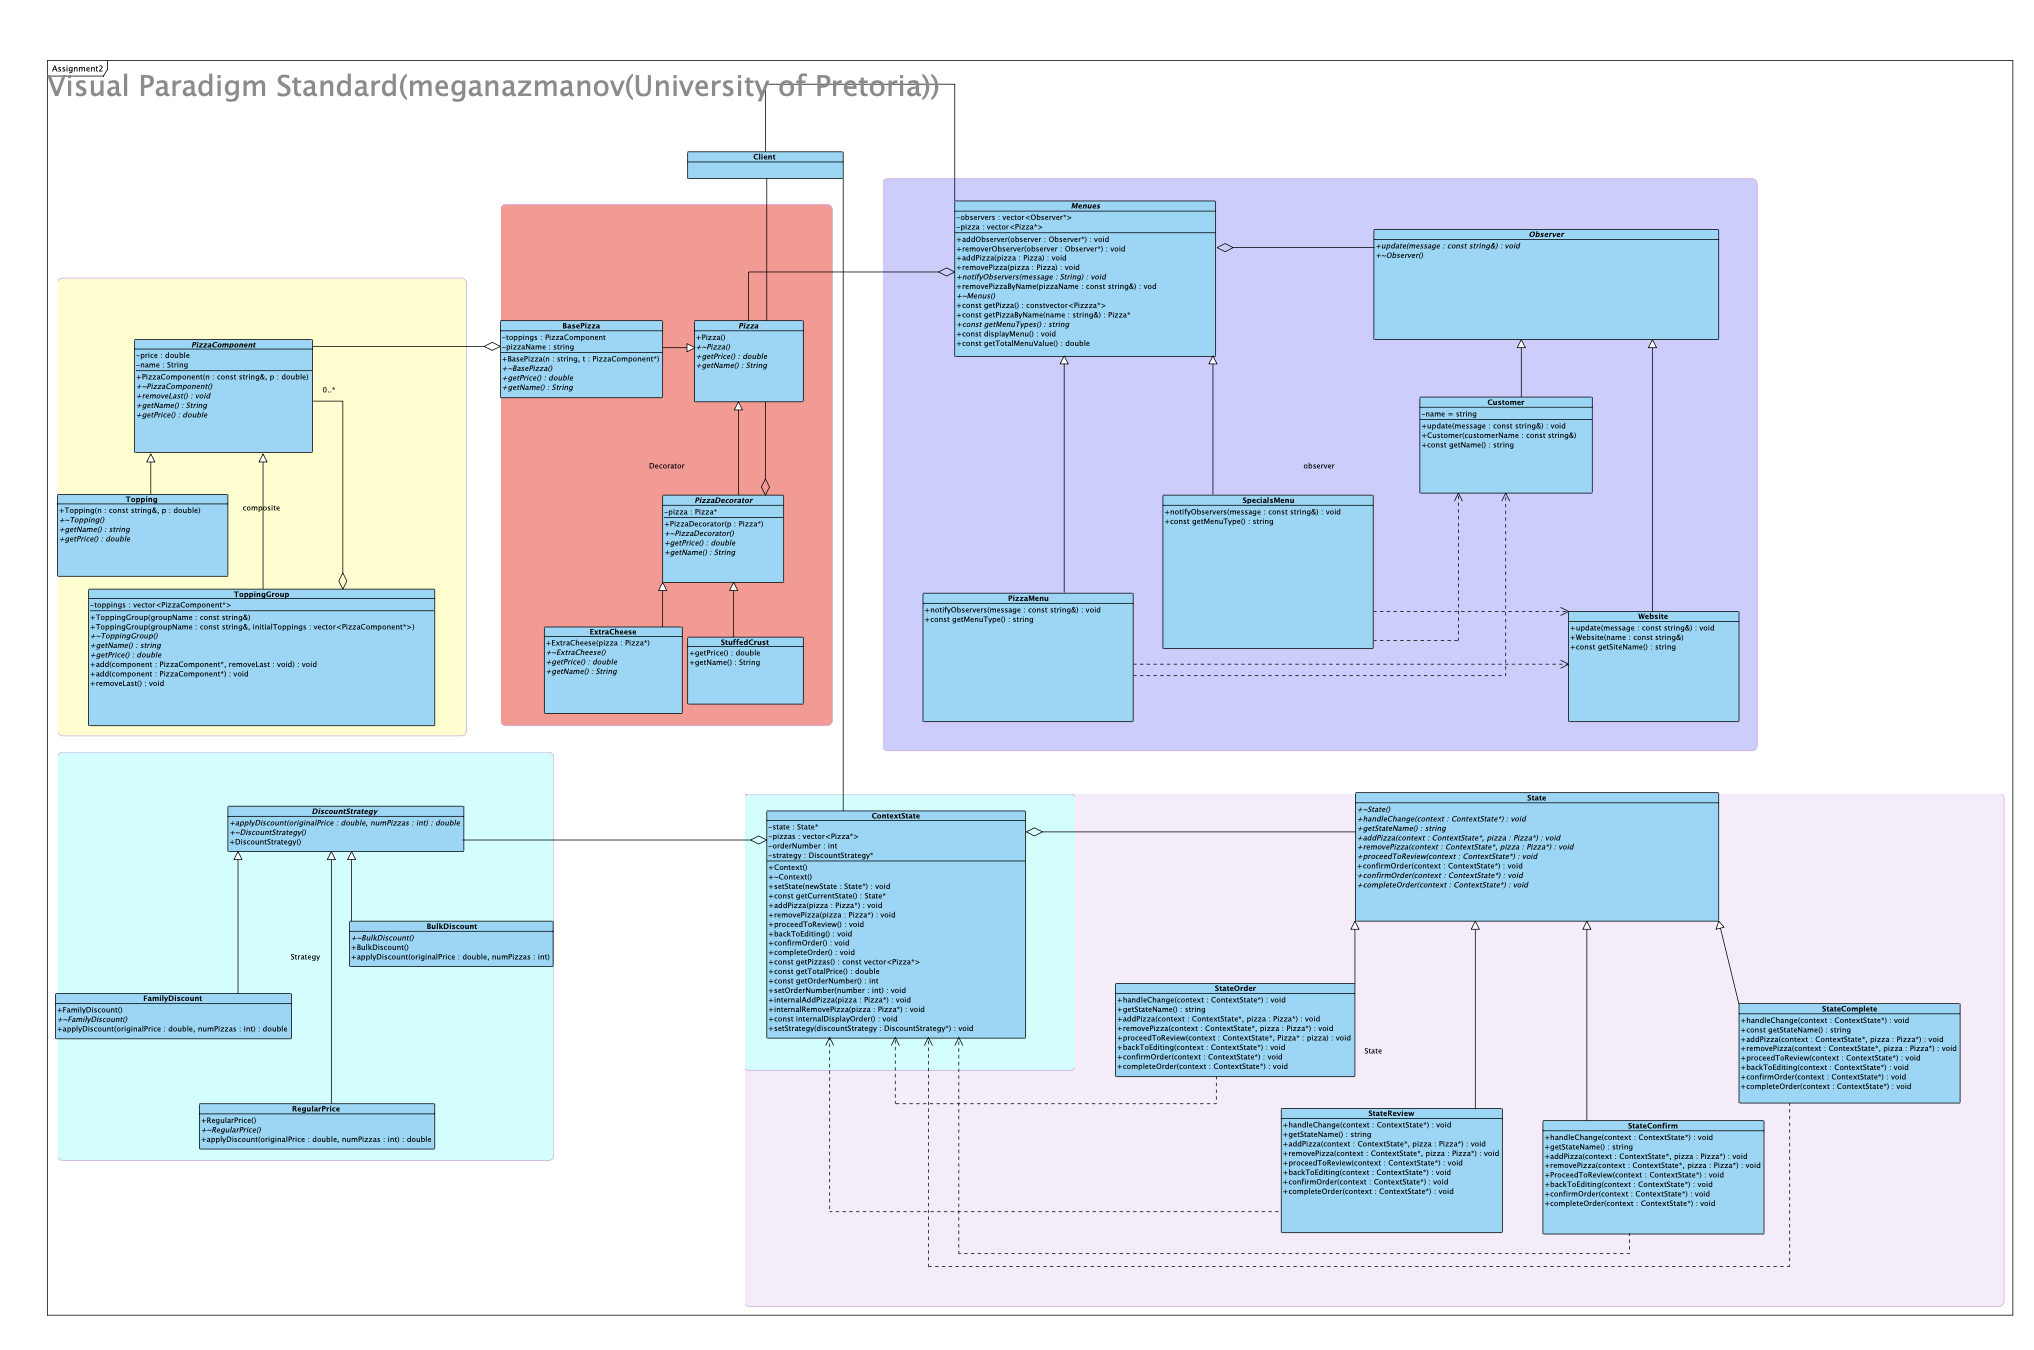 Assignment2
Visual Paradigm Standard(meganazmanov(University of Pretoria))
Client
Menues
-observers : vector<Observer*>
-pizza : vector<Pizza*>
+addObserver(observer : Observer*) : void
+removerObserver(observer : Observer*) : void
+addPizza(pizza : Pizza) : void
+removePizza(pizza : Pizza) : void
+notifyObservers(message : String) : void
+removePizzaByName(pizzaName : const string&) : vod
+~Menus()
+const getPizza() : constvector<Pizzza*>
+const getPizzaByName(name : string&) : Pizza*
+const getMenuTypes() : string
+const displayMenu() : void
+const getTotalMenuValue() : double
Observer
+update(message : const string&) : void
+~Observer()
BasePizza
-toppings : PizzaComponent
-pizzaName : string
+BasePizza(n : string, t : PizzaComponent*)
+~BasePizza()
+getPrice() : double
+getName() : String
Pizza
+Pizza()
+~Pizza()
+getPrice() : double
+getName() : String
PizzaComponent
-price : double
-name : String
+PizzaComponent(n : const string&, p : double)
+~PizzaComponent()
+removeLast() : void
+getName() : String
+getPrice() : double
0..*
Customer
-name = string
+update(message : const string&) : void
+Customer(customerName : const string&)
+const getName() : string
Decorator
observer
Topping
+Topping(n : const string&, p : double)
+~Topping()
+getName() : string
+getPrice() : double
composite
PizzaDecorator
-pizza : Pizza*
+PizzaDecorator(p : Pizza*)
+~PizzaDecorator()
+getPrice() : double
+getName() : String
SpecialsMenu
+notifyObservers(message : const string&) : void
+const getMenuType() : string
ToppingGroup
-toppings : vector<PizzaComponent*>
+ToppingGroup(groupName : const string&)
+ToppingGroup(groupName : const string&, initialToppings : vector<PizzaComponent*>)
+~ToppingGroup()
+getName() : string
+getPrice() : double
+add(component : PizzaComponent*, removeLast : void) : void
+add(component : PizzaComponent*) : void
+removeLast() : void
PizzaMenu
+notifyObservers(message : const string&) : void
+const getMenuType() : string
Website
+update(message : const string&) : void
+Website(name : const string&)
+const getSiteName() : string
ExtraCheese
+ExtraCheese(pizza : Pizza*)
+~ExtraCheese()
+getPrice() : double
+getName() : String
StuffedCrust
+getPrice() : double
+getName() : String
DiscountStrategy
+applyDiscount(originalPrice : double, numPizzas : int) : double
+~DiscountStrategy()
+DiscountStrategy()
ContextState
-state : State*
-pizzas : vector<Pizza*>
-orderNumber : int
-strategy : DiscountStrategy*
+Context()
+~Context()
+setState(newState : State*) : void
+const getCurrentState() : State*
+addPizza(pizza : Pizza*) : void
+removePizza(pizza : Pizza*) : void
+proceedToReview() : void
+backToEditing() : void
+confirmOrder() : void
+completeOrder() : void
+const getPizzas() : const vector<Pizza*>
+const getTotalPrice() : double
+const getOrderNumber() : int
+setOrderNumber(number : int) : void
+internalAddPizza(pizza : Pizza*) : void
+internalRemovePizza(pizza : Pizza*) : void
+const internalDisplayOrder() : void
+setStrategy(discountStrategy : DiscountStrategy*) : void
State
+~State()
+handleChange(context : ContextState*) : void
+getStateName() : string
+addPizza(context : ContextState*, pizza : Pizza*) : void
+removePizza(context : ContextState*, pizza : Pizza*) : void
+proceedToReview(context : ContextState*) : void
+confirmOrder(context : ContextState*) : void
+confirmOrder(context : ContextState*) : void
+completeOrder(context : ContextState*) : void
BulkDiscount
+~BulkDiscount()
+BulkDiscount()
+applyDiscount(originalPrice : double, numPizzas : int)
Strategy
FamilyDiscount
+FamilyDiscount()
+~FamilyDiscount()
+applyDiscount(originalPrice : double, numPizzas : int) : double
StateOrder
+handleChange(context : ContextState*) : void
+getStateName() : string
+addPizza(context : ContextState*, pizza : Pizza*) : void
+removePizza(context : ContextState*, pizza : Pizza*) : void
+proceedToReview(context : ContextState*, Pizza* : pizza) : void
+backToEditing(context : ContextState*) : void
+confirmOrder(context : ContextState*) : void
+completeOrder(context : ContextState*) : void
State
StateComplete
+handleChange(context : ContextState*) : void
+const getStateName() : string
+addPizza(context : ContextState*, pizza : Pizza*) : void
+removePizza(context : ContextState*, pizza : Pizza*) : void
+proceedToReview(context : ContextState*) : void
+backToEditing(context : ContextState*) : void
+confirmOrder(context : ContextState*) : void
+completeOrder(context : ContextState*) : void
RegularPrice
+RegularPrice()
+~RegularPrice()
+applyDiscount(originalPrice : double, numPizzas : int) : double
StateReview
+handleChange(context : ContextState*) : void
+getStateName() : string
+addPizza(context : ContextState*, pizza : Pizza*) : void
+removePizza(context : ContextState*, pizza : Pizza*) : void
+proceedToReview(context : ContextState*) : void
+backToEditing(context : ContextState*) : void
+confirmOrder(context : ContextState*) : void
+completeOrder(context : ContextState*) : void
StateConfirm
+handleChange(context : ContextState*) : void
+getStateName() : string
+addPizza(context : ContextState*, pizza : Pizza*) : void
+removePizza(context : ContextState*, pizza : Pizza*) : void
+ProceedToReview(context : ContextState*) : void
+backToEditing(context : ContextState*) : void
+confirmOrder(context : ContextState*) : void
+completeOrder(context : ContextState*) : void